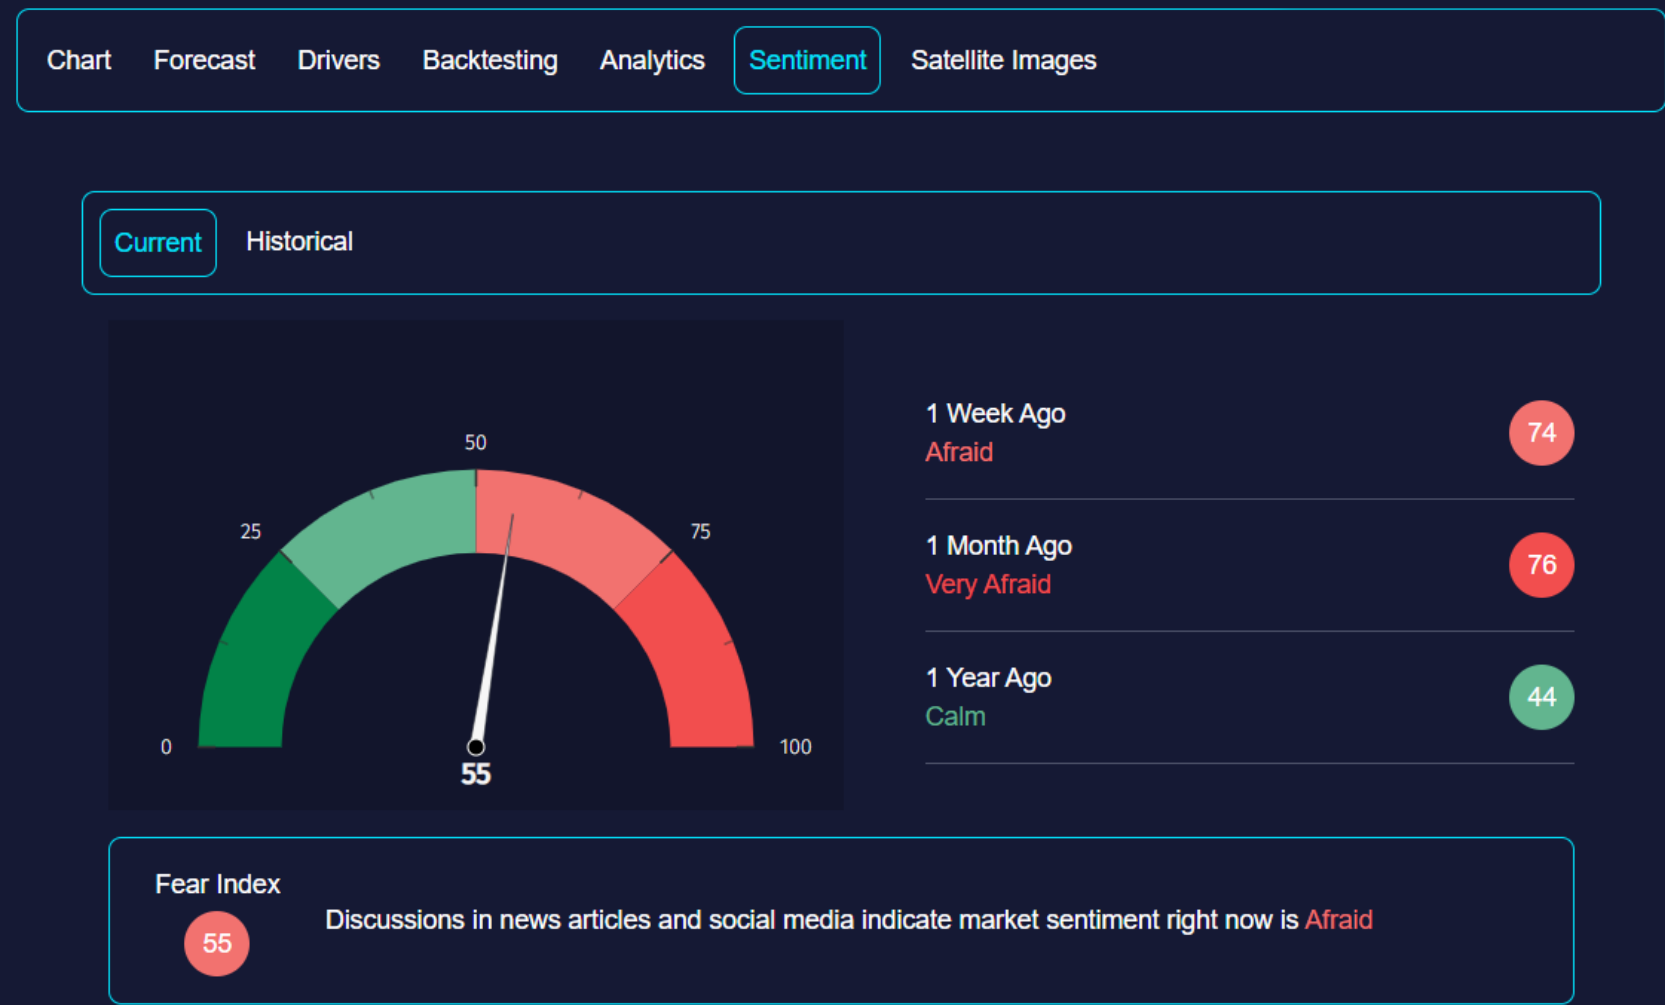 Chart Forecast Drivers Backtesting Analytics Sentiment Satellite Images
Current Historical
50
25
75
0
100
55
1 Week Ago
Afraid
74
1 Month Ago
Very Afraid
76
1 Year Ago
Calm
44
Fear Index
55
Discussions in news articles and social media indicate market sentiment right now is Afraid